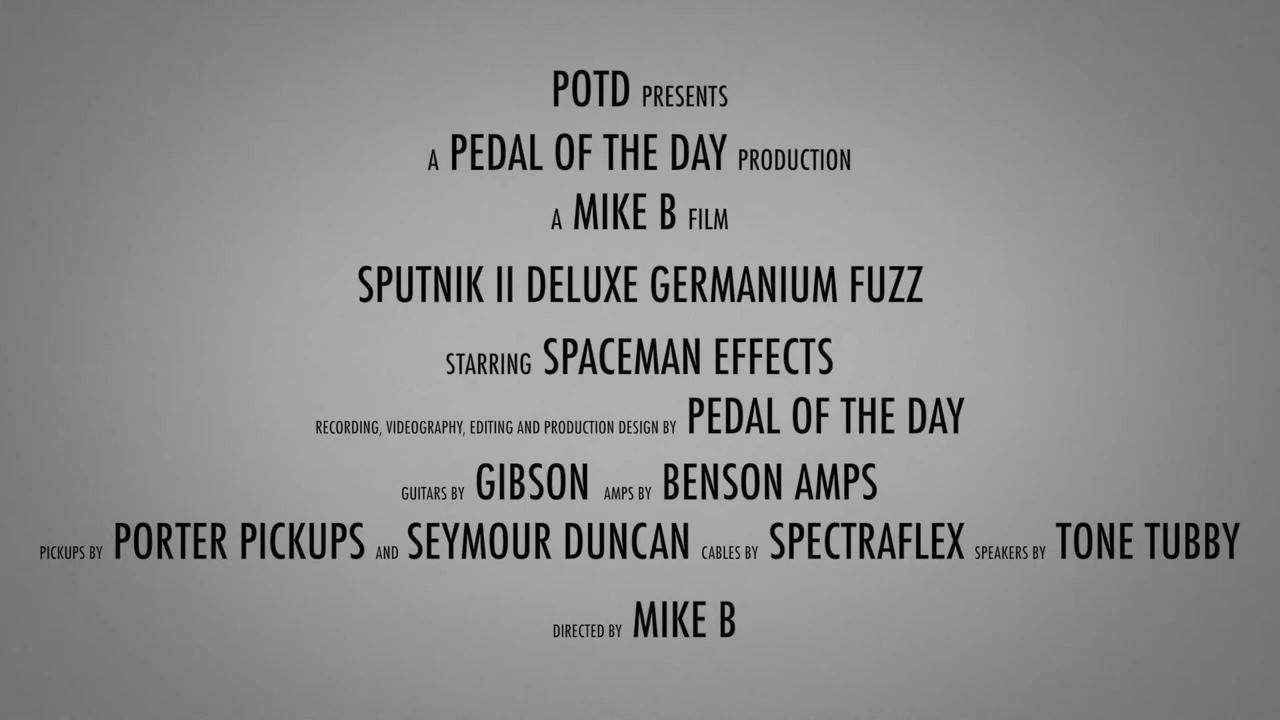 POTD PRESENTS
A PEDAL OF THE DAY PRODUCTION
A MIKE B FILM
SPUTNIK II DELUXE GERMANIUM FUZZ
STARRING SPACEMAN EFFECTS
RECORDING, VIDEOGRAPHY, EDITING AND PRODUCTION DESIGN BY PEDAL OF THE DAY
GUITARS BY GIBSON AMPS BY BENSON AMPS
PICKUPS BY PORTER PICKUPS AND SEYMOUR DUNCAN CABLES BY SPECTRAFLEX SPEAKERS BY TONE TUBBY
DIRECTED BY MIKE B